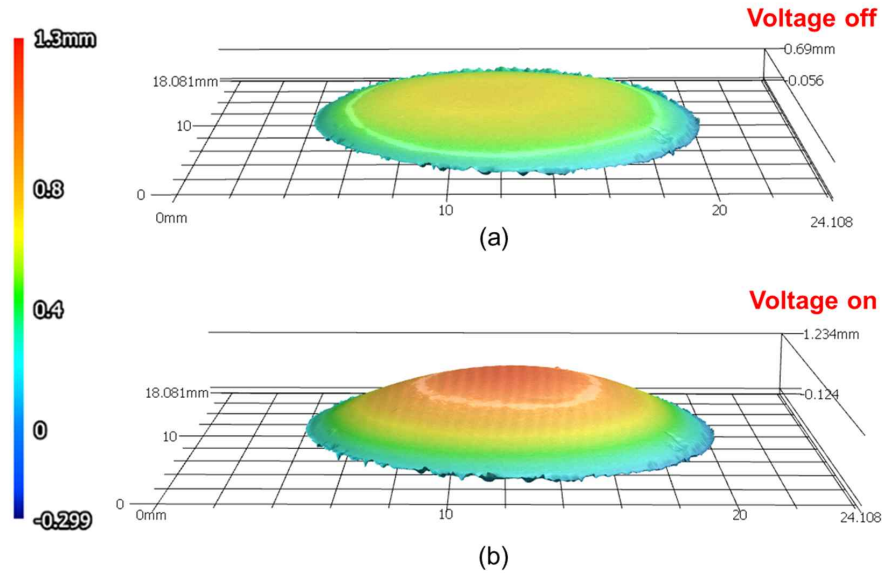 1.3mm
0.8
0.4
0
-0.299
Voltage off
0.69mm
-0.056
18.081mm
10
0
0mm
10
20
24.108
(a)
Voltage on
1.234mm
-0.124
18.081mm
10
0
0mm
10
20
24.108
(b)